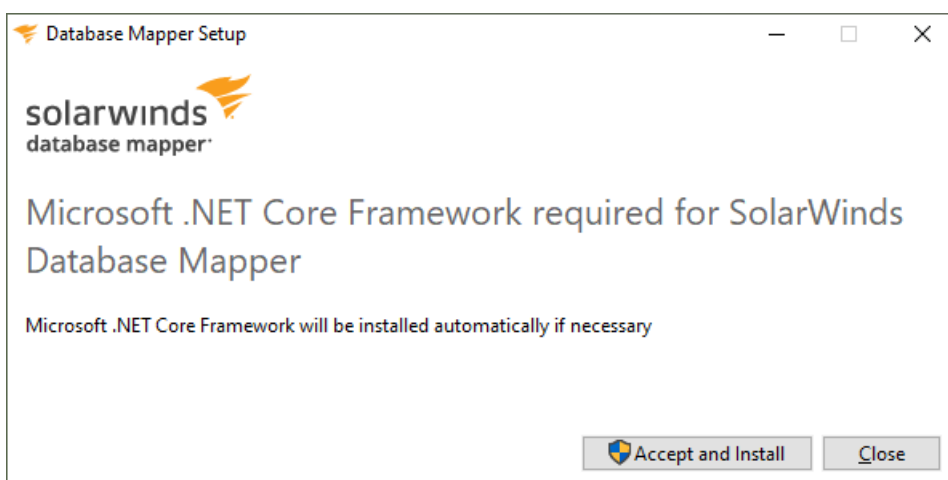 Database Mapper Setup
solarwinds
database mapper
Microsoft .NET Core Framework required for SolarWinds
Database Mapper
Microsoft .NET Core Framework will be installed automatically if necessary
Accept and Install Close